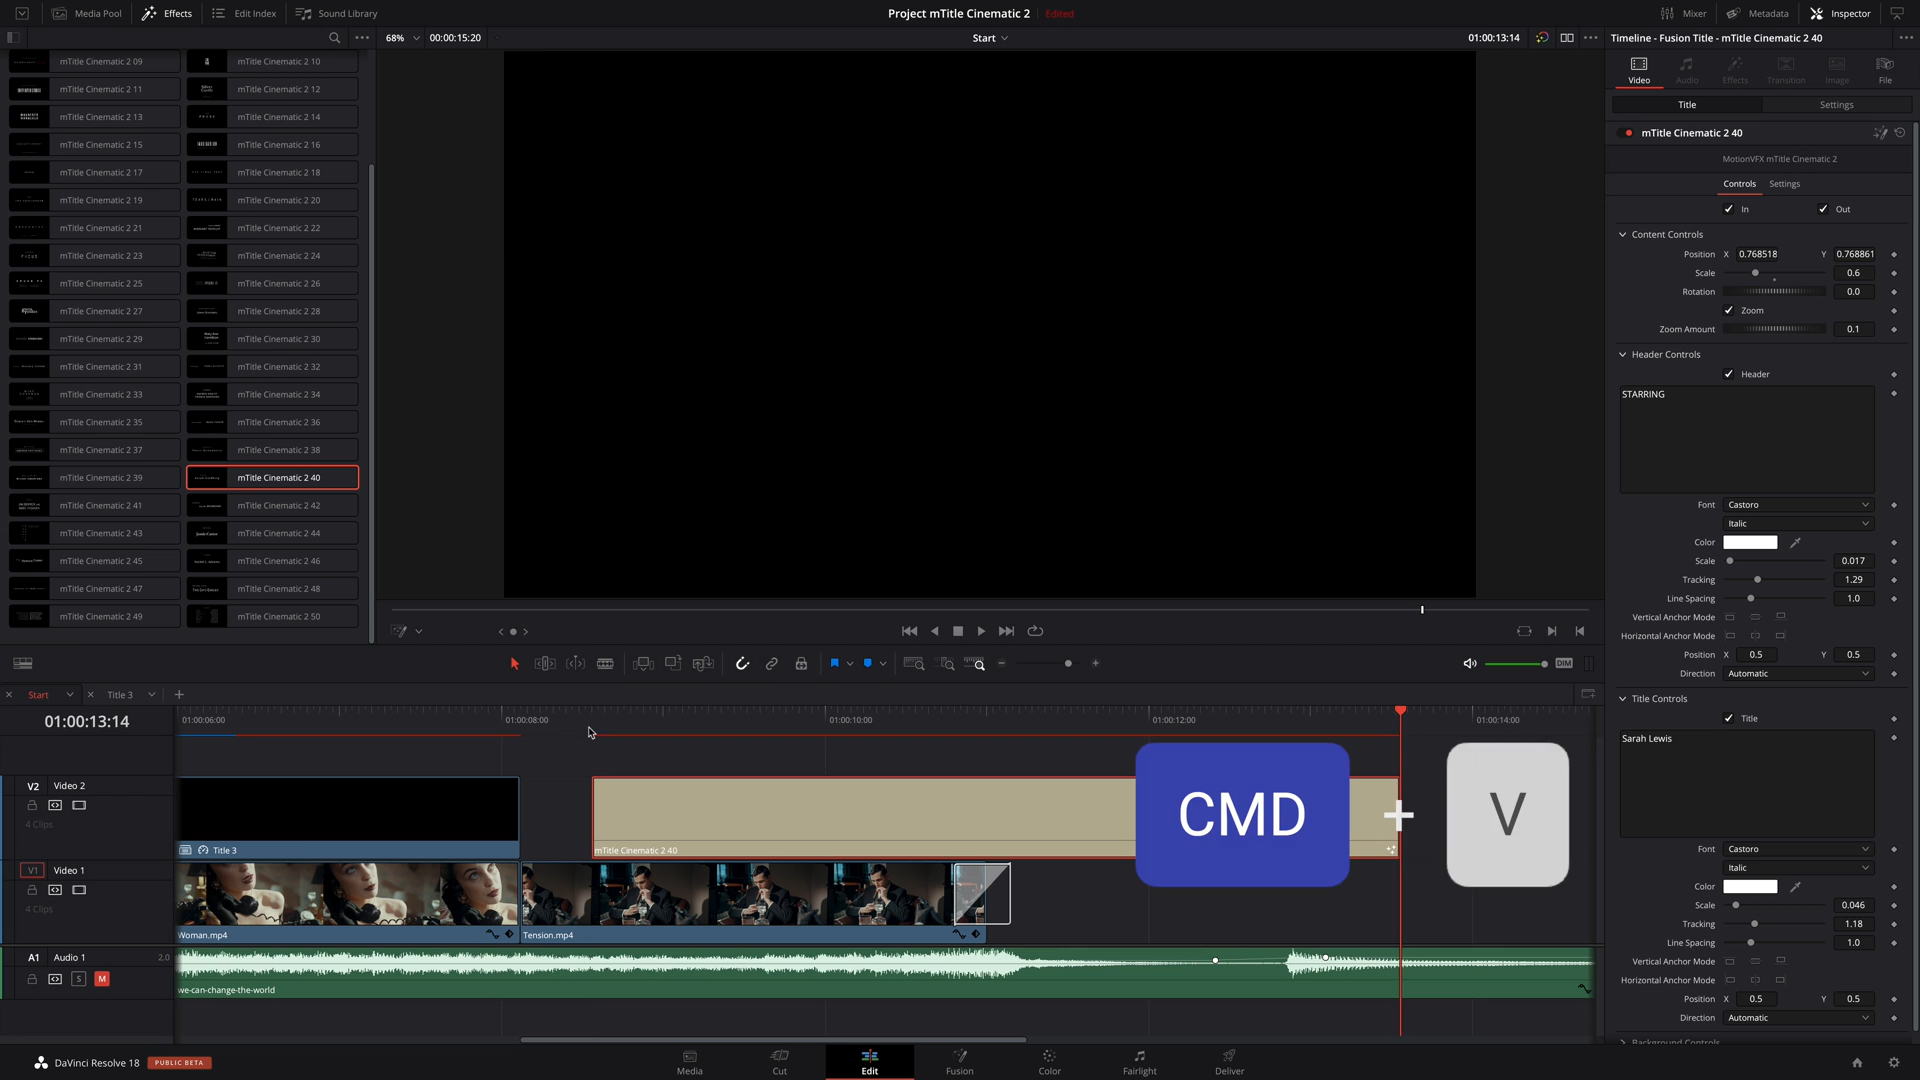 Media Pool
Effects
Edit Index
Sound Library
Project mTitle Cinematic 2
Edited
Mixer
Metadata
Inspector
68%
00:00:15:20
Start
01:00:13:14
Timeline - Fusion Title - mTitle Cinematic 2 40
mTitle Cinematic 2 09
mTitle Cinematic 2 10
mTitle Cinematic 2 11
mTitle Cinematic 2 12
mTitle Cinematic 2 13
mTitle Cinematic 2 14
mTitle Cinematic 2 15
mTitle Cinematic 2 16
mTitle Cinematic 2 17
mTitle Cinematic 2 18
mTitle Cinematic 2 19
mTitle Cinematic 2 20
mTitle Cinematic 2 21
mTitle Cinematic 2 22
mTitle Cinematic 2 23
mTitle Cinematic 2 24
mTitle Cinematic 2 25
mTitle Cinematic 2 26
mTitle Cinematic 2 27
mTitle Cinematic 2 28
mTitle Cinematic 2 29
mTitle Cinematic 2 30
mTitle Cinematic 2 31
mTitle Cinematic 2 32
mTitle Cinematic 2 33
mTitle Cinematic 2 34
mTitle Cinematic 2 35
mTitle Cinematic 2 36
mTitle Cinematic 2 37
mTitle Cinematic 2 38
mTitle Cinematic 2 39
mTitle Cinematic 2 40
mTitle Cinematic 2 41
mTitle Cinematic 2 42
mTitle Cinematic 2 43
mTitle Cinematic 2 44
mTitle Cinematic 2 45
mTitle Cinematic 2 46
mTitle Cinematic 2 47
mTitle Cinematic 2 48
mTitle Cinematic 2 49
mTitle Cinematic 2 50
Video
Audio
Effects
Transition
Image
File
Title
Settings
mTitle Cinematic 2 40
MotionVFX mTitle Cinematic 2
Controls
Settings
In
Out
Content Controls
Position X 0.768518 Y 0.768861
Scale 0.6
Rotation 0.0
Zoom
Zoom Amount 0.1
Header Controls
Header
STARRING
Font Castoro
Italic
Color
Scale 0.017
Tracking 1.29
Line Spacing 1.0
Vertical Anchor Mode
Horizontal Anchor Mode
Position X 0.5 Y 0.5
Direction Automatic
Title Controls
Title
Sarah Lewis
Font Castoro
Italic
Color
Scale 0.046
Tracking 1.18
Line Spacing 1.0
Vertical Anchor Mode
Horizontal Anchor Mode
Position X 0.5 Y 0.5
Direction Automatic
Background Controls
DIM
Start
Title 3
01:00:13:14
01:00:06:00
01:00:08:00
01:00:10:00
01:00:12:00
01:00:14:00
V2 Video 2
4 Clips
Title 3
mTitle Cinematic 2 40
CMD
+
V
V1 Video 1
4 Clips
Woman.mp4
Tension.mp4
A1 Audio 1 2.0
S M
we-can-change-the-world
DaVinci Resolve 18
PUBLIC BETA
Media
Cut
Edit
Fusion
Color
Fairlight
Deliver